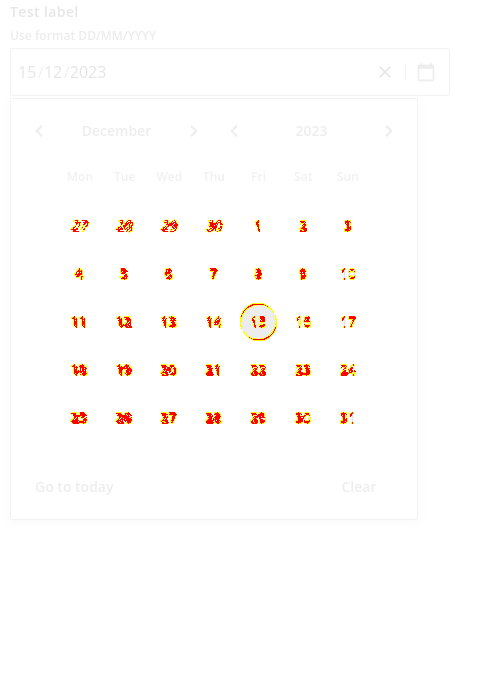 Test label
Use format DD/MM/YYYY
15/12/2023
December 2023
Mon Tue Wed Thu Fri Sat Sun
27 28 29 30 1 2 3
4 5 6 7 8 9 10
11 12 13 14 15 16 17
18 19 20 21 22 23 24
25 26 27 28 29 30 31
Go to today Clear